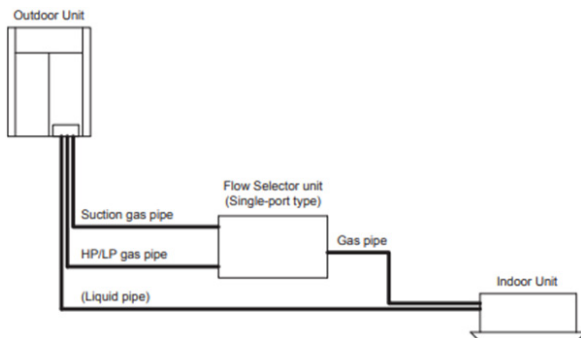 Outdoor Unit
Flow Selector unit
(Single-port type)
Suction gas pipe
Gas pipe
HP/LP gas pipe
Indoor Unit
(Liquid pipe)